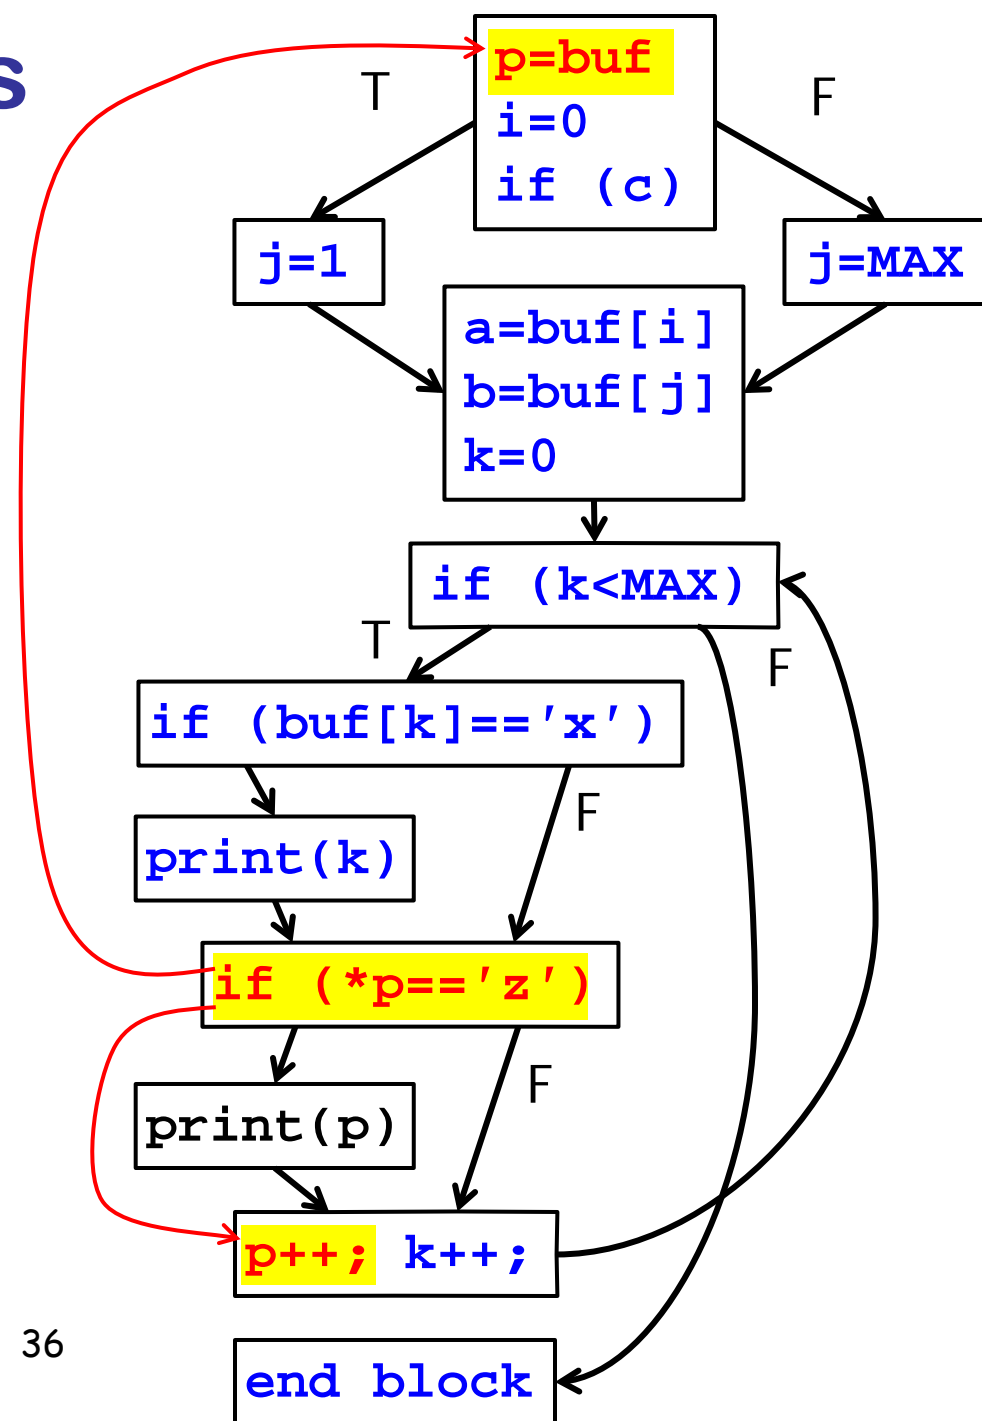 s
p=buf
i=0
if (c)
T
F
j=1
j=MAX
a=buf[i]
b=buf[j]
k=0
if (k<MAX)
T
F
if (buf[k]=='x')
F
print(k)
if (*p=='z')
F
print(p)
p++; k++;
36
end block